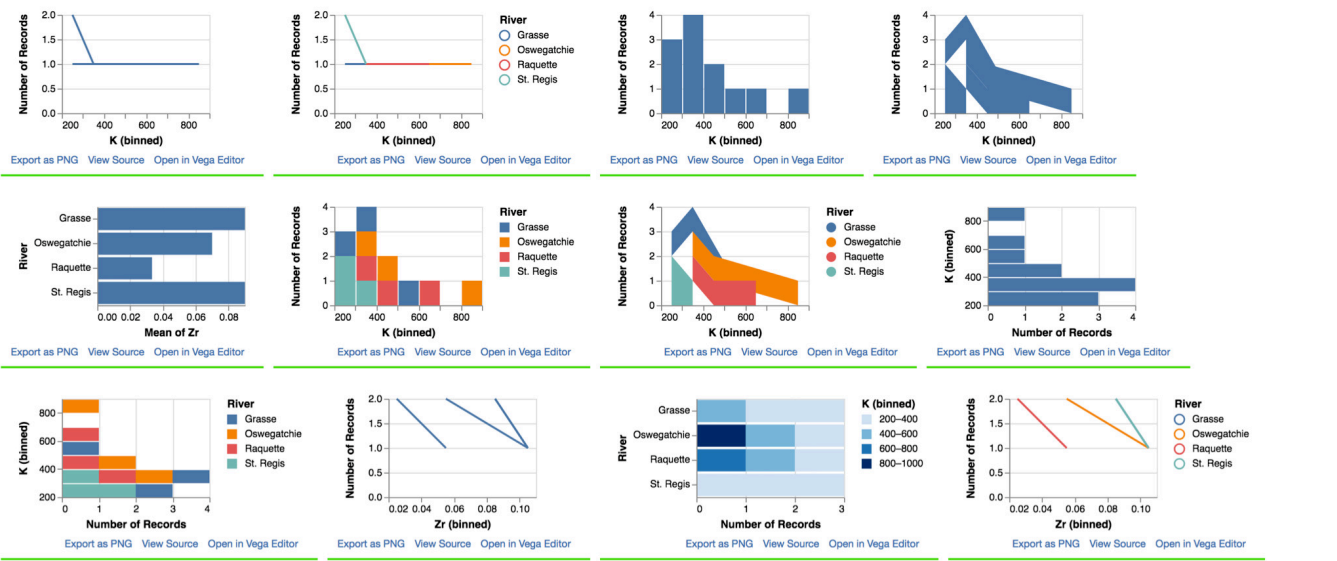 2.0
1.5
1.0
0.5
0.0
Number of Records
200 400 600 800
K (binned)
Export as PNG View Source Open in Vega Editor
2.0
1.5
1.0
0.5
0.0
Number of Records
200 400 600 800
K (binned)
River
Grasse
Oswegatchie
Raquette
St. Regis
Export as PNG View Source Open in Vega Editor
4
3
2
1
0
Number of Records
200 400 600 800
K (binned)
Export as PNG View Source Open in Vega Editor
4
3
2
1
0
Number of Records
200 600 800
K (binned)
Export as PNG View Source Open in Vega Editor
River
Grasse
Oswegatchie
Raquette
St. Regis
0.00 0.02 0.04 0.06 0.08
Mean of Zr
Export as PNG View Source Open in Vega Editor
4
3
2
1
0
Number of Records
200 400 600 800
K (binned)
River
Grasse
Oswegatchie
Raquette
St. Regis
Export as PNG View Source Open in Vega Editor
4
3
2
1
0
Number of Records
200 400 600 800
K (binned)
River
Grasse
Oswegatchie
Raquette
St. Regis
Export as PNG View Source Open in Vega Editor
800
600
400
200
K (binned)
0 1 2 3 4
Number of Records
Export as PNG View Source Open in Vega Editor
800
600
400
200
K (binned)
0 1 2 3 4
Number of Records
River
Grasse
Oswegatchie
Raquette
St. Regis
Export as PNG View Source Open in Vega Editor
2.0
1.5
1.0
0.5
0.0
Number of Records
0.02 0.04 0.06 0.08 0.10
Zr (binned)
Export as PNG View Source Open in Vega Editor
River
Grasse
Oswegatchie
Raquette
St. Regis
0 1 2 3
Number of Records
K (binned)
200–400
400–600
600–800
800–1000
Export as PNG View Source Open in Vega Editor
2.0
1.5
1.0
0.5
0.0
Number of Records
0.02 0.04 0.06 0.08 0.10
Zr (binned)
River
Grasse
Oswegatchie
Raquette
St. Regis
Export as PNG View Source Open in Vega Editor